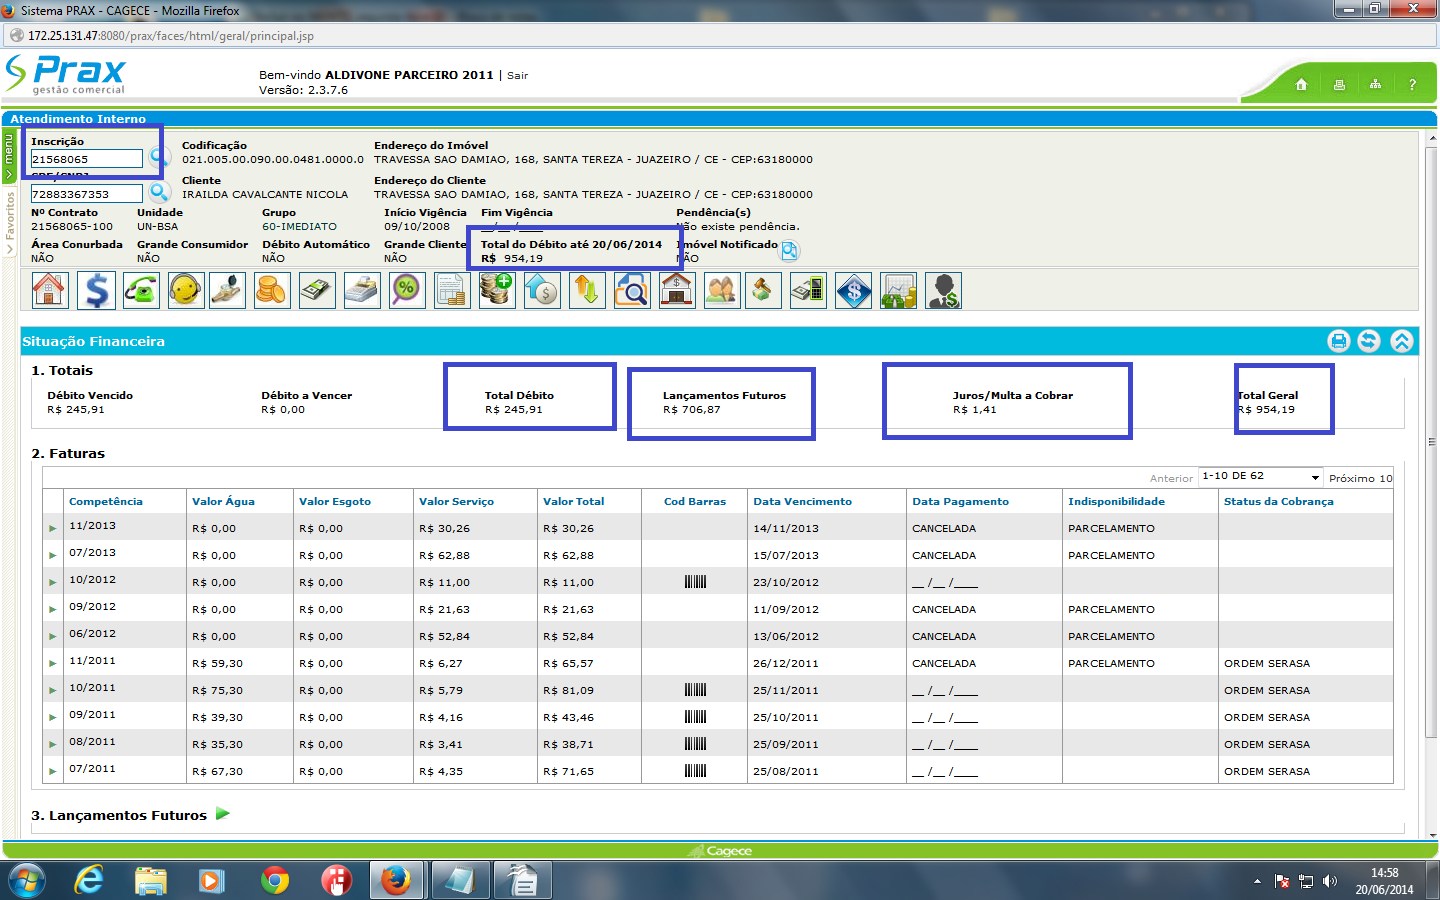 Sistema PRAX - CAGECE - Mozilla Firefox
172.25.131.47:8080/prax/faces/html/geral/principal.jsp
Prax
gestão comercial
Bem-vindo ALDIVONE PARCEIRO 2011 | Sair
Versão: 2.3.7.6
?
Atendimento Interno
menu
Favoritos
Inscrição Codificação Endereço do Imóvel
21568065 021.005.00.090.00.0481.0000.0 TRAVESSA SAO DAMIAO, 168, SANTA TEREZA - JUAZEIRO / CE - CEP:63180000
Cliente Endereço do Cliente
72883367353 IRAILDA CAVALCANTE NICOLA TRAVESSA SAO DAMIAO, 168, SANTA TEREZA - JUAZEIRO / CE - CEP:63180000
Nº Contrato Unidade Grupo Início Vigência Fim Vigência Pendência(s)
21568065-100 UN-BSA 60-IMEDIATO 09/10/2008 __/__/____ Não existe pendência.
Área Conurbada Grande Consumidor Débito Automático Grande Cliente Total do Débito até 20/06/2014 Imóvel Notificado
NÃO NÃO NÃO NÃO R$ 954,19 NÃO
Situação Financeira
1. Totais
Débito Vencido Débito a Vencer Total Débito Lançamentos Futuros Juros/Multa a Cobrar Total Geral
R$ 245,91 R$ 0,00 R$ 245,91 R$ 706,87 R$ 1,41 R$ 954,19
2. Faturas
Anterior 1-10 DE 62 Próximo 10
Competência Valor Água Valor Esgoto Valor Serviço Valor Total Cod Barras Data Vencimento Data Pagamento Indisponibilidade Status da Cobrança
11/2013 R$ 0,00 R$ 0,00 R$ 30,26 R$ 30,26 14/11/2013 CANCELADA PARCELAMENTO
07/2013 R$ 0,00 R$ 0,00 R$ 62,88 R$ 62,88 15/07/2013 CANCELADA PARCELAMENTO
10/2012 R$ 0,00 R$ 0,00 R$ 11,00 R$ 11,00 23/10/2012 __ /__ /____
09/2012 R$ 0,00 R$ 0,00 R$ 21,63 R$ 21,63 11/09/2012 CANCELADA PARCELAMENTO
06/2012 R$ 0,00 R$ 0,00 R$ 52,84 R$ 52,84 13/06/2012 CANCELADA PARCELAMENTO
11/2011 R$ 59,30 R$ 0,00 R$ 6,27 R$ 65,57 26/12/2011 CANCELADA PARCELAMENTO ORDEM SERASA
10/2011 R$ 75,30 R$ 0,00 R$ 5,79 R$ 81,09 25/11/2011 __ /__ /____ ORDEM SERASA
09/2011 R$ 39,30 R$ 0,00 R$ 4,16 R$ 43,46 25/10/2011 __ /__ /____ ORDEM SERASA
08/2011 R$ 35,30 R$ 0,00 R$ 3,41 R$ 38,71 25/09/2011 __ /__ /____ ORDEM SERASA
07/2011 R$ 67,30 R$ 0,00 R$ 4,35 R$ 71,65 25/08/2011 __ /__ /____ ORDEM SERASA
3. Lançamentos Futuros
Cagece
14:58
20/06/2014